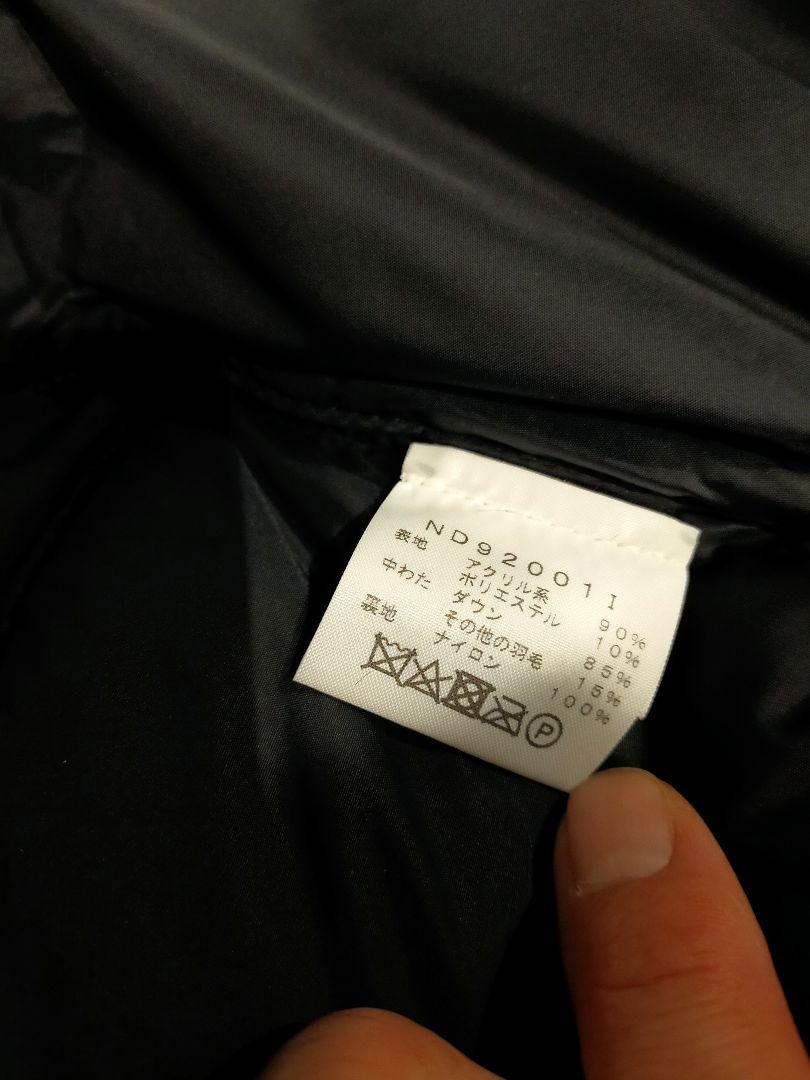 ND92001I
表地 アクリル系 90%
ポリエステル 10%
中わた ダウン 85%
その他の羽毛 15%
裏地 ナイロン 100%
P